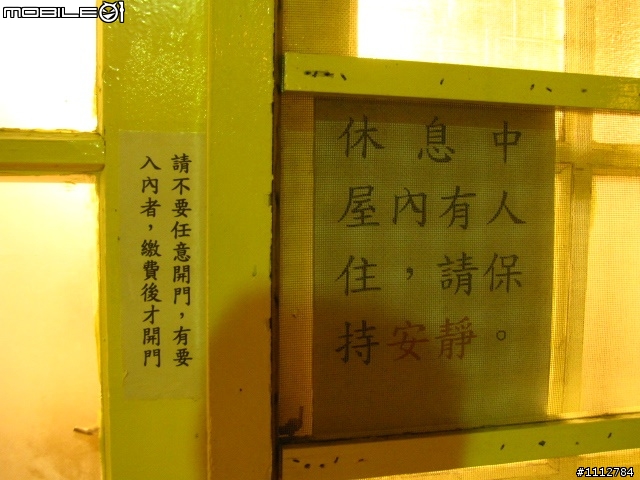 MOBILE01
請不要任意開門，有要
入內者，繳費後才開門
休息中
屋內有人
住，請保
持安靜。
#1112784